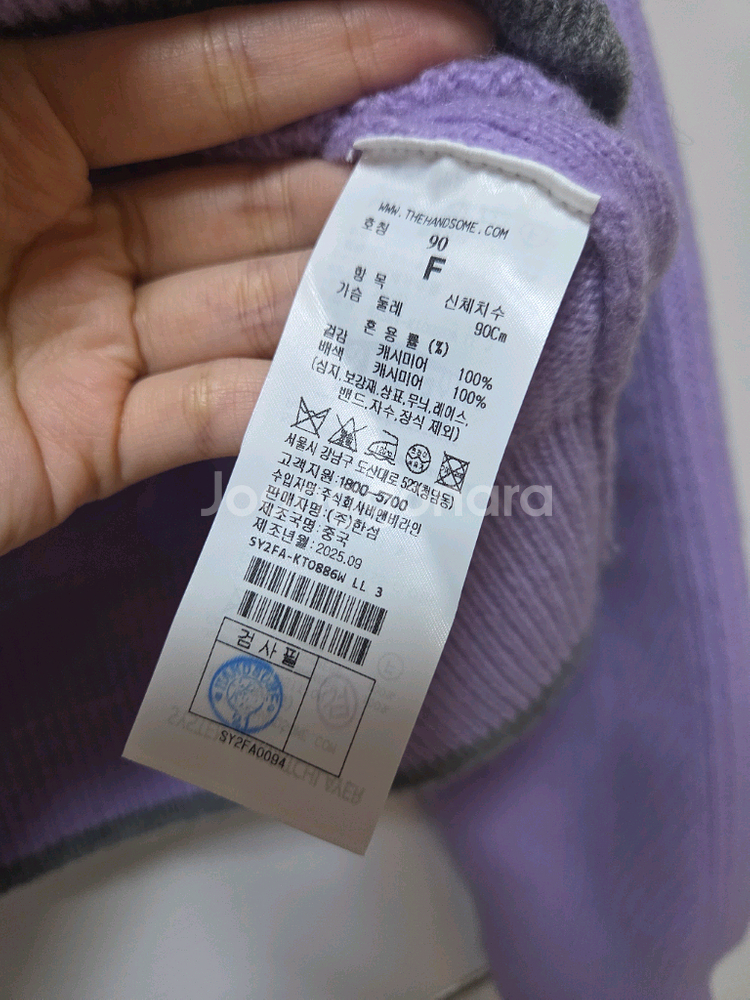 WWW.THEHANDSOME.COM
호칭 90
F
항 목 신체치수
가슴 둘레 90Cm
혼 용 률 (%)
겉감 캐시미어 100%
배색 캐시미어 100%
(심지,보강재,상표,무늬,레이스,
밴드,자수,장식 제외)
서울시 강남구 도산대로 523(청담동)
고객지원:1800-5700
수입자명:주식회사비앤비라인
판매자명:(주)한섬
제조국명:중국
제조년월:2025.09
SY2FA-KT0886W LL 3
검 사 필
HANDSOME
SY2FA0094